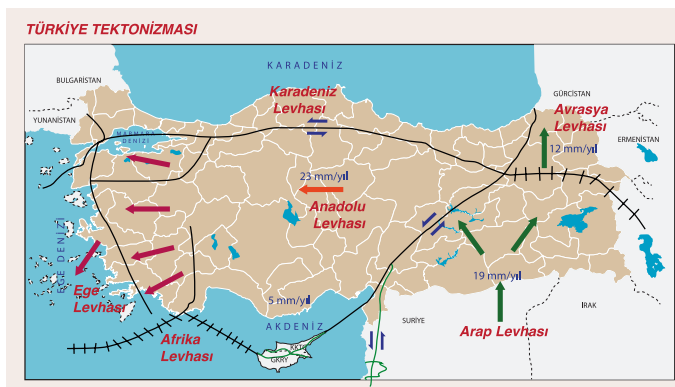 TÜRKİYE TEKTONİZMASI
KARADENİZ
BULGARİSTAN
GÜRCİSTAN
Karadeniz
Levhası
Avrasya
Levhası
YUNANİSTAN
MARMARA
DENİZİ
ERMENİSTAN
12 mm/yıl
23 mm/yıl
Anadolu
Levhası
EGE DENİZİ
19 mm/yıl
Ege
Levhası
5 mm/yıl
AKDENİZ
SURİYE
İRAK
Arap Levhası
Afrika
Levhası
KKTC
GKRY